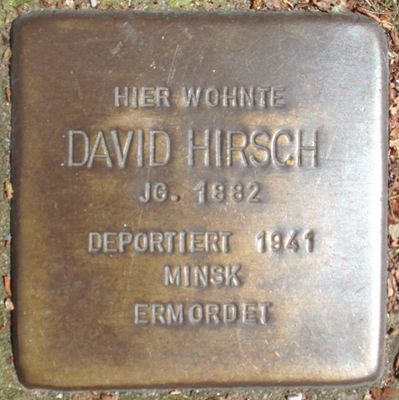 HIER WOHNTE
DAVID HIRSCH
JG. 1882
DEPORTIERT 1941
MINSK
ERMORDET